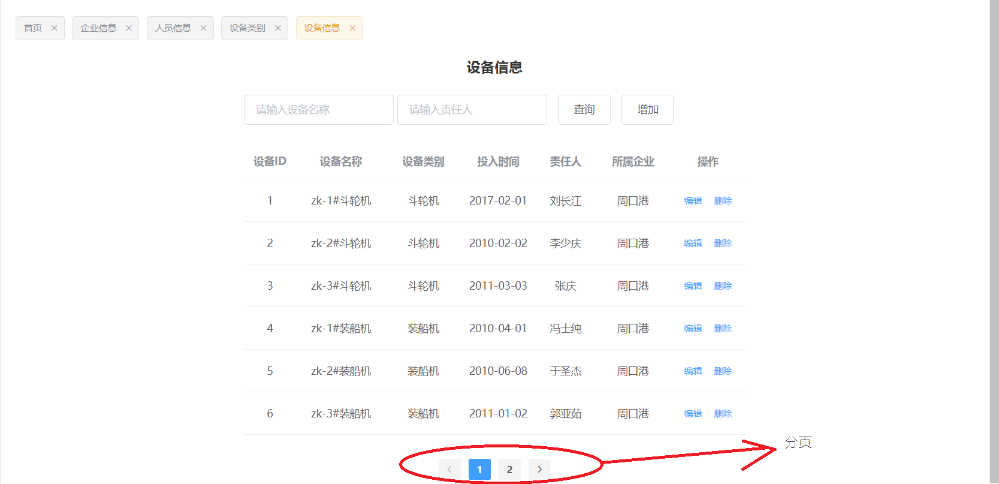 首页 企业信息 人员信息 设备类别 设备信息
设备信息
请输入设备名称 请输入责任人 查询 增加
设备ID 设备名称 设备类别 投入时间 责任人 所属企业 操作
1 zk-1#斗轮机 斗轮机 2017-02-01 刘长江 周口港 编辑 删除
2 zk-2#斗轮机 斗轮机 2010-02-02 李少庆 周口港 编辑 删除
3 zk-3#斗轮机 斗轮机 2011-03-03 张庆 周口港 编辑 删除
4 zk-1#装船机 装船机 2010-04-01 冯士纯 周口港 编辑 删除
5 zk-2#装船机 装船机 2010-06-08 于圣杰 周口港 编辑 删除
6 zk-3#装船机 装船机 2011-01-02 郭亚茹 周口港 编辑 删除
分页
1 2